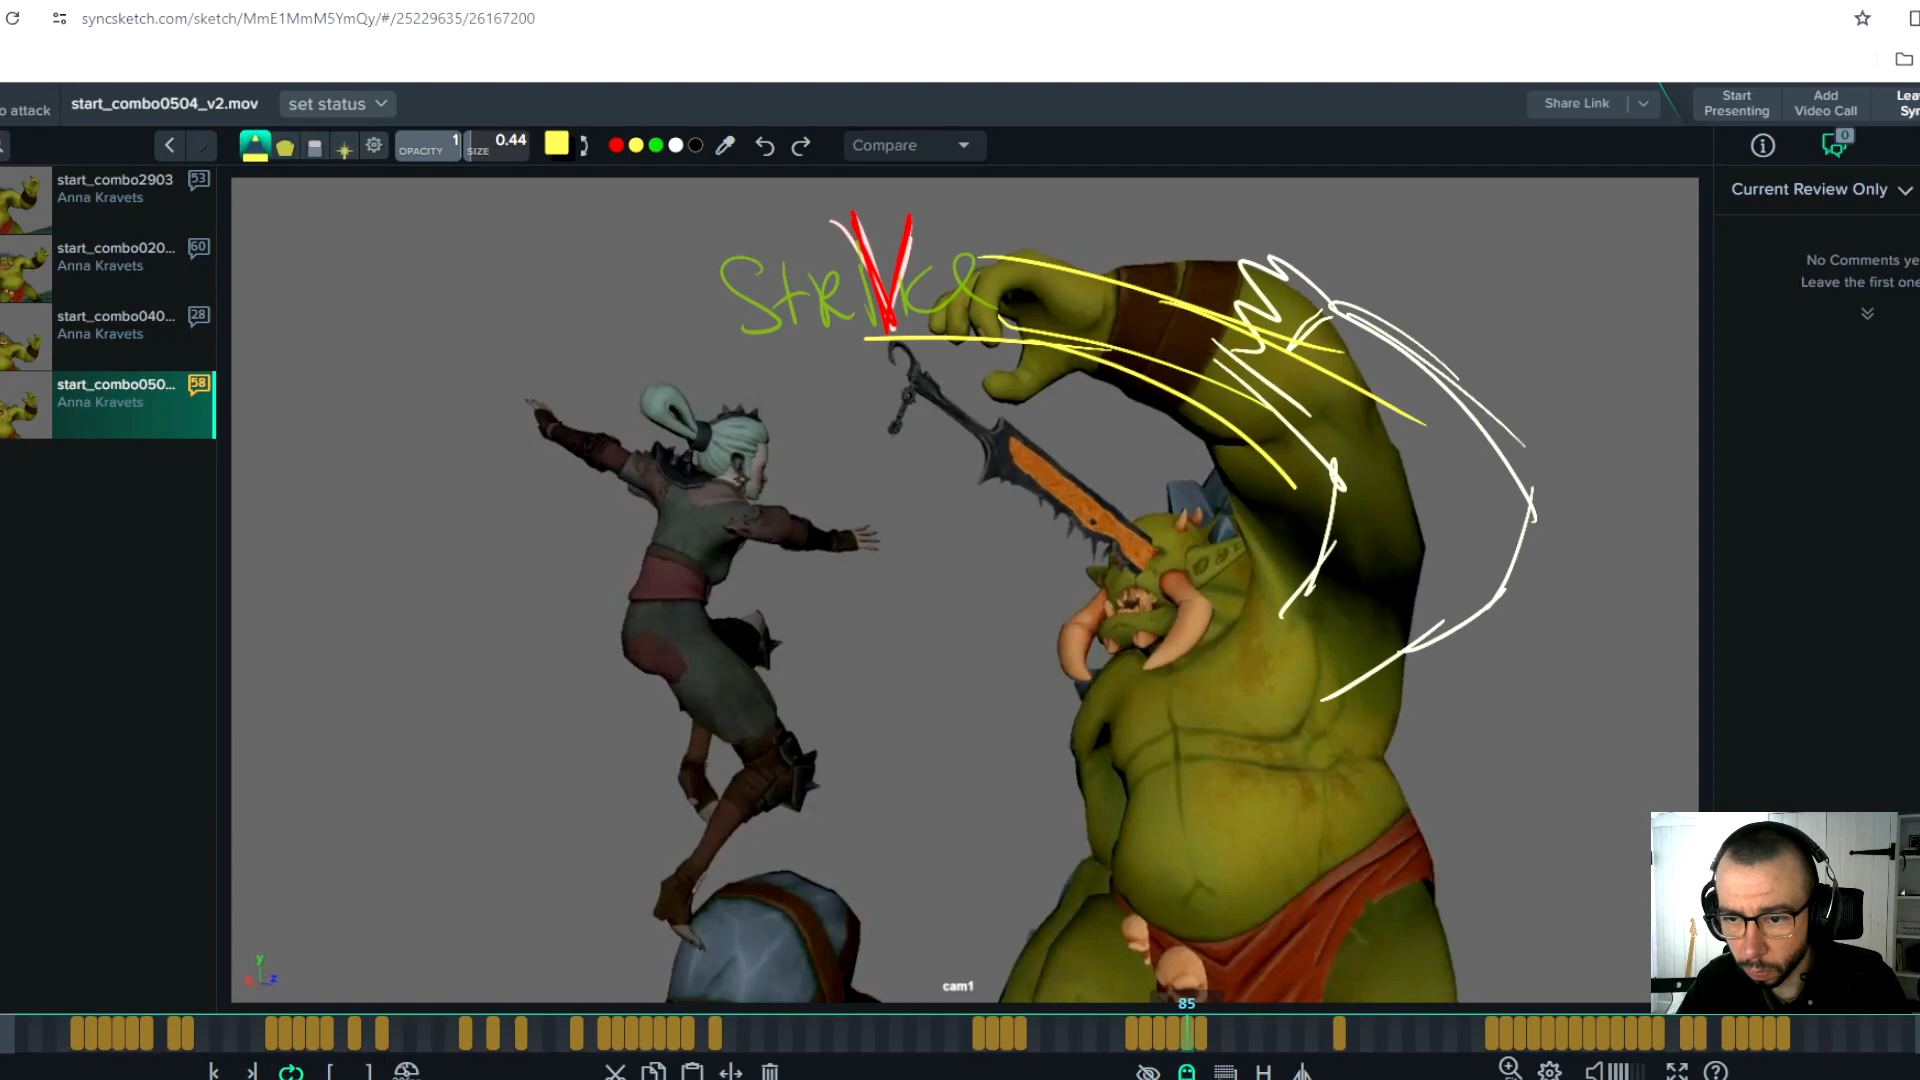 syncsketch.com/sketch/MmE1MmM5YmQy/#/25229635/26167200
o attack
start_combo0504_v2.mov
set status
Share Link
Start Presenting
Add Video Call
OPACITY 1
SIZE 0.44
Compare
0
start_combo2903
Anna Kravets
53
start_combo020...
Anna Kravets
60
start_combo040...
Anna Kravets
28
start_combo050...
Anna Kravets
58
Current Review Only
No Comments ye
Leave the first one
StRike
y
z
cam1
85
H